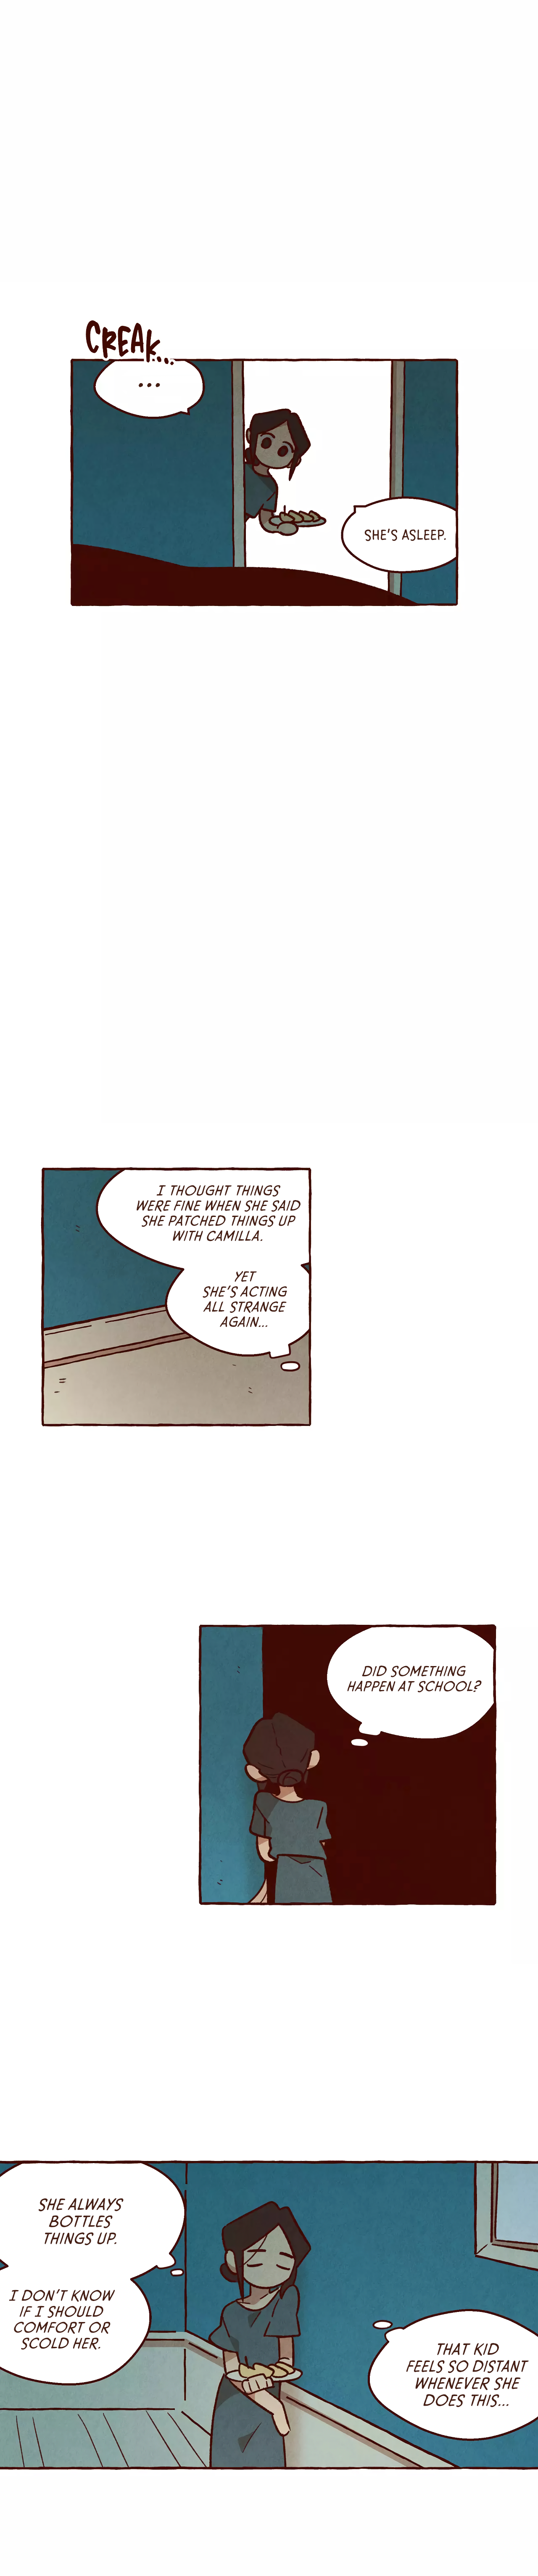 CREAK...
...
SHE'S ASLEEP.
I THOUGHT THINGS
WERE FINE WHEN SHE SAID
SHE PATCHED THINGS UP
WITH CAMILLA.
YET
SHE'S ACTING
ALL STRANGE
AGAIN...
DID SOMETHING
HAPPEN AT SCHOOL?
SHE ALWAYS
BOTTLES
THINGS UP.
I DON'T KNOW
IF I SHOULD
COMFORT OR
SCOLD HER.
THAT KID
FEELS SO DISTANT
WHENEVER SHE
DOES THIS...